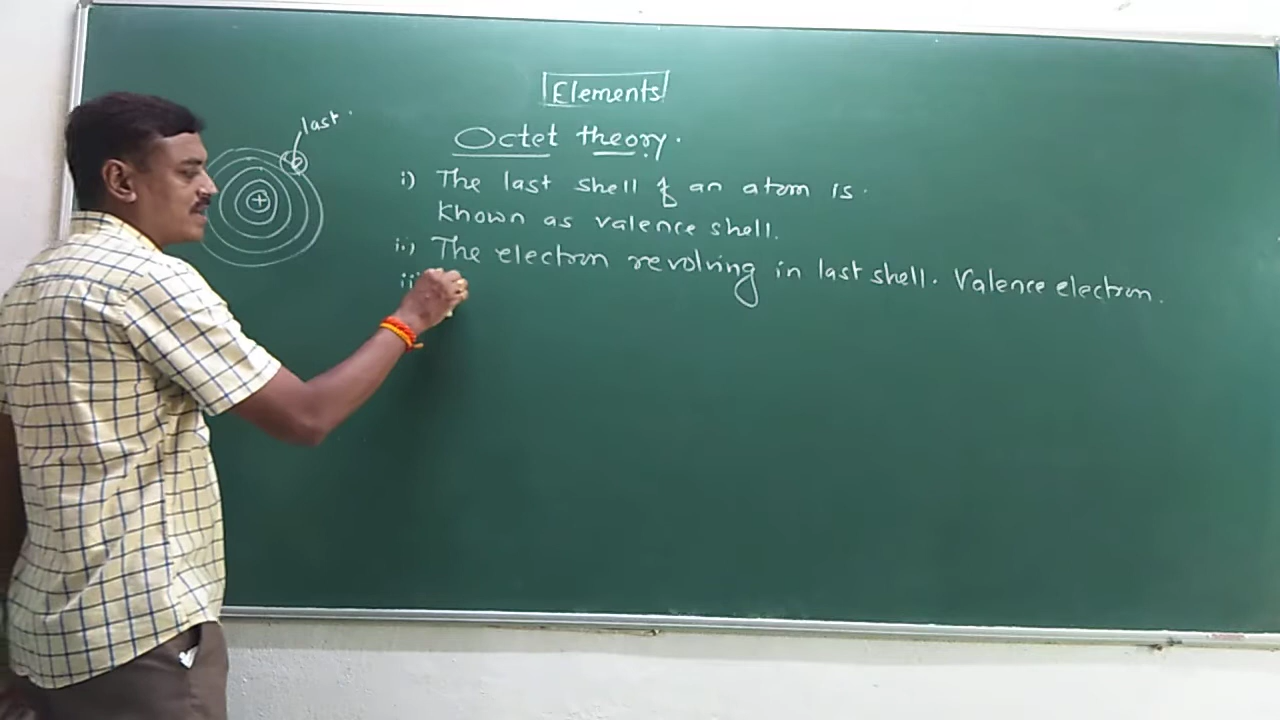 Elements
Octet theory.
last
i) The last shell of an atom is.
known as valence shell.
ii) The electron revolving in last shell. Valence electron.
iii
+